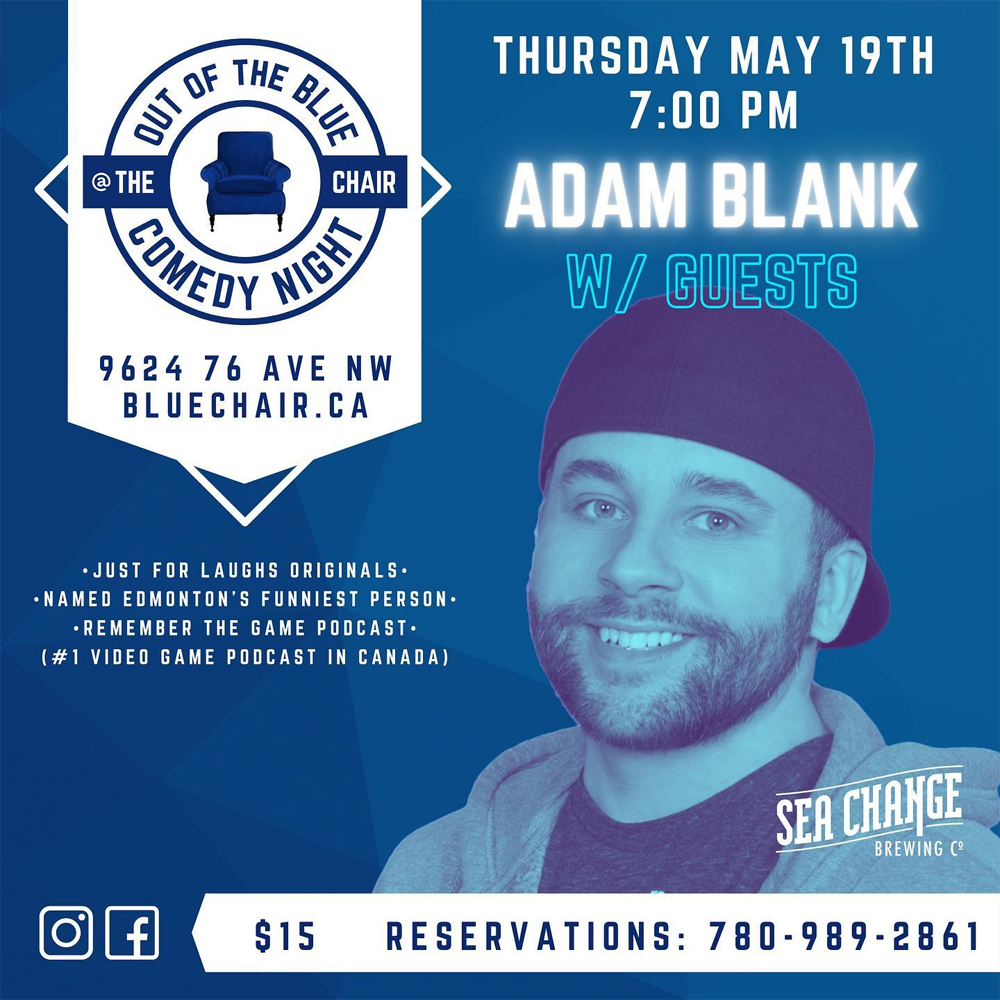 OUT OF THE BLUE
@ THE CHAIR
COMEDY NIGHT
9624 76 AVE NW
BLUECHAIR.CA
THURSDAY MAY 19TH
7:00 PM
ADAM BLANK
W/ GUESTS
•JUST FOR LAUGHS ORIGINALS•
•NAMED EDMONTON'S FUNNIEST PERSON•
•REMEMBER THE GAME PODCAST•
(#1 VIDEO GAME PODCAST IN CANADA)
SEA CHANGE
BREWING Cº
$15 RESERVATIONS: 780-989-2861